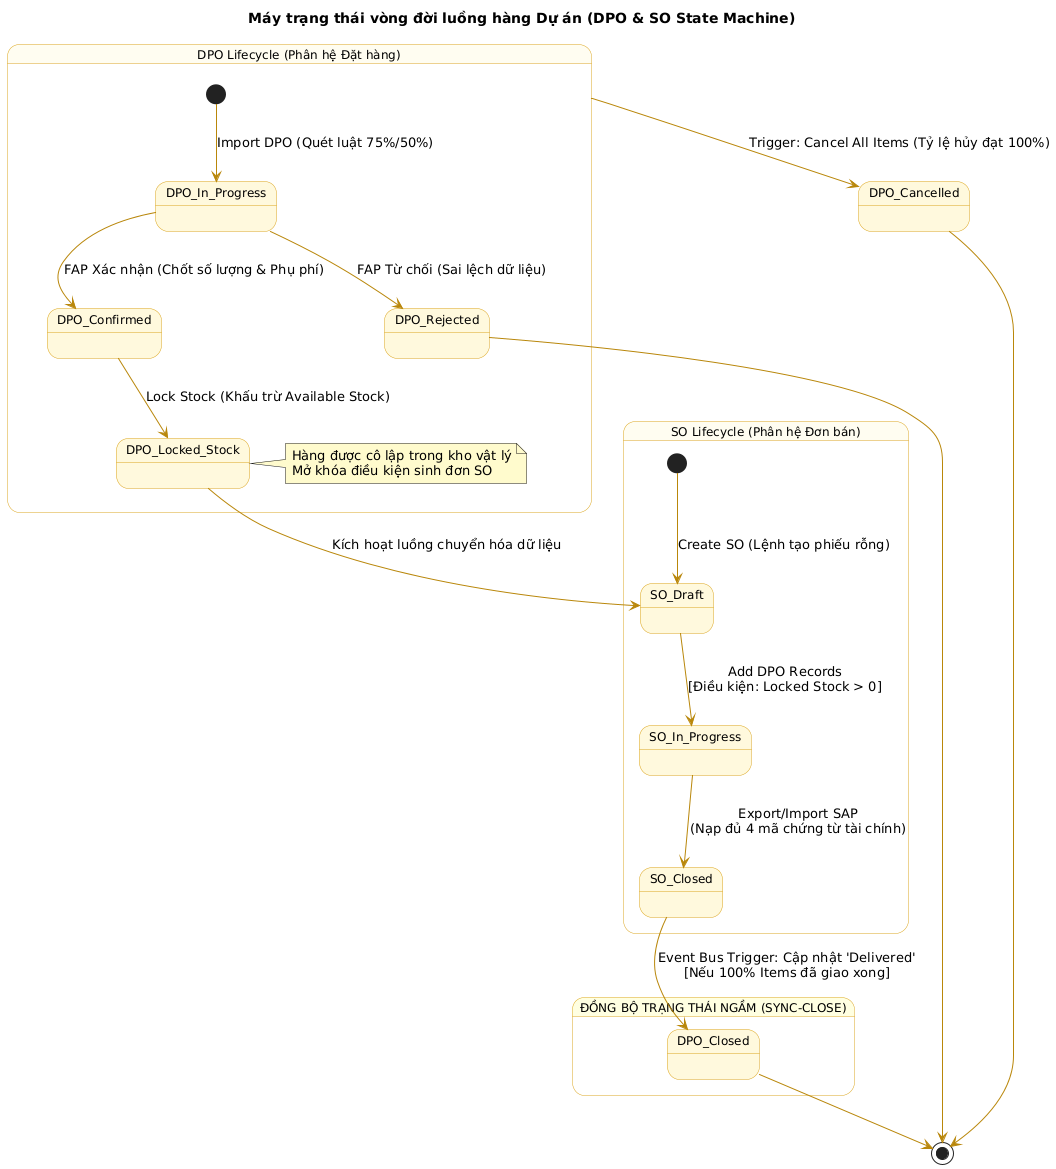 Máy trạng thái vòng đời luồng hàng Dự án (DPO & SO State Machine)
DPO Lifecycle (Phân hệ Đặt hàng)
Import DPO (Quét luật 75%/50%)
Trigger: Cancel All Items (Tỷ lệ hủy đạt 100%)
DPO_In_Progress
DPO_Cancelled
FAP Xác nhận (Chốt số lượng & Phụ phí)
FAP Từ chối (Sai lệch dữ liệu)
DPO_Confirmed
DPO_Rejected
Lock Stock (Khấu trừ Available Stock)
SO Lifecycle (Phân hệ Đơn bán)
DPO_Locked_Stock
Hàng được cô lập trong kho vật lý
Mở khóa điều kiện sinh đơn SO
Kích hoạt luồng chuyển hóa dữ liệu
Create SO (Lệnh tạo phiếu rỗng)
SO_Draft
Add DPO Records
[Điều kiện: Locked Stock > 0]
SO_In_Progress
Export/Import SAP
(Nạp đủ 4 mã chứng từ tài chính)
SO_Closed
Event Bus Trigger: Cập nhật 'Delivered'
[Nếu 100% Items đã giao xong]
ĐỒNG BỘ TRẠNG THÁI NGẦM (SYNC-CLOSE)
DPO_Closed